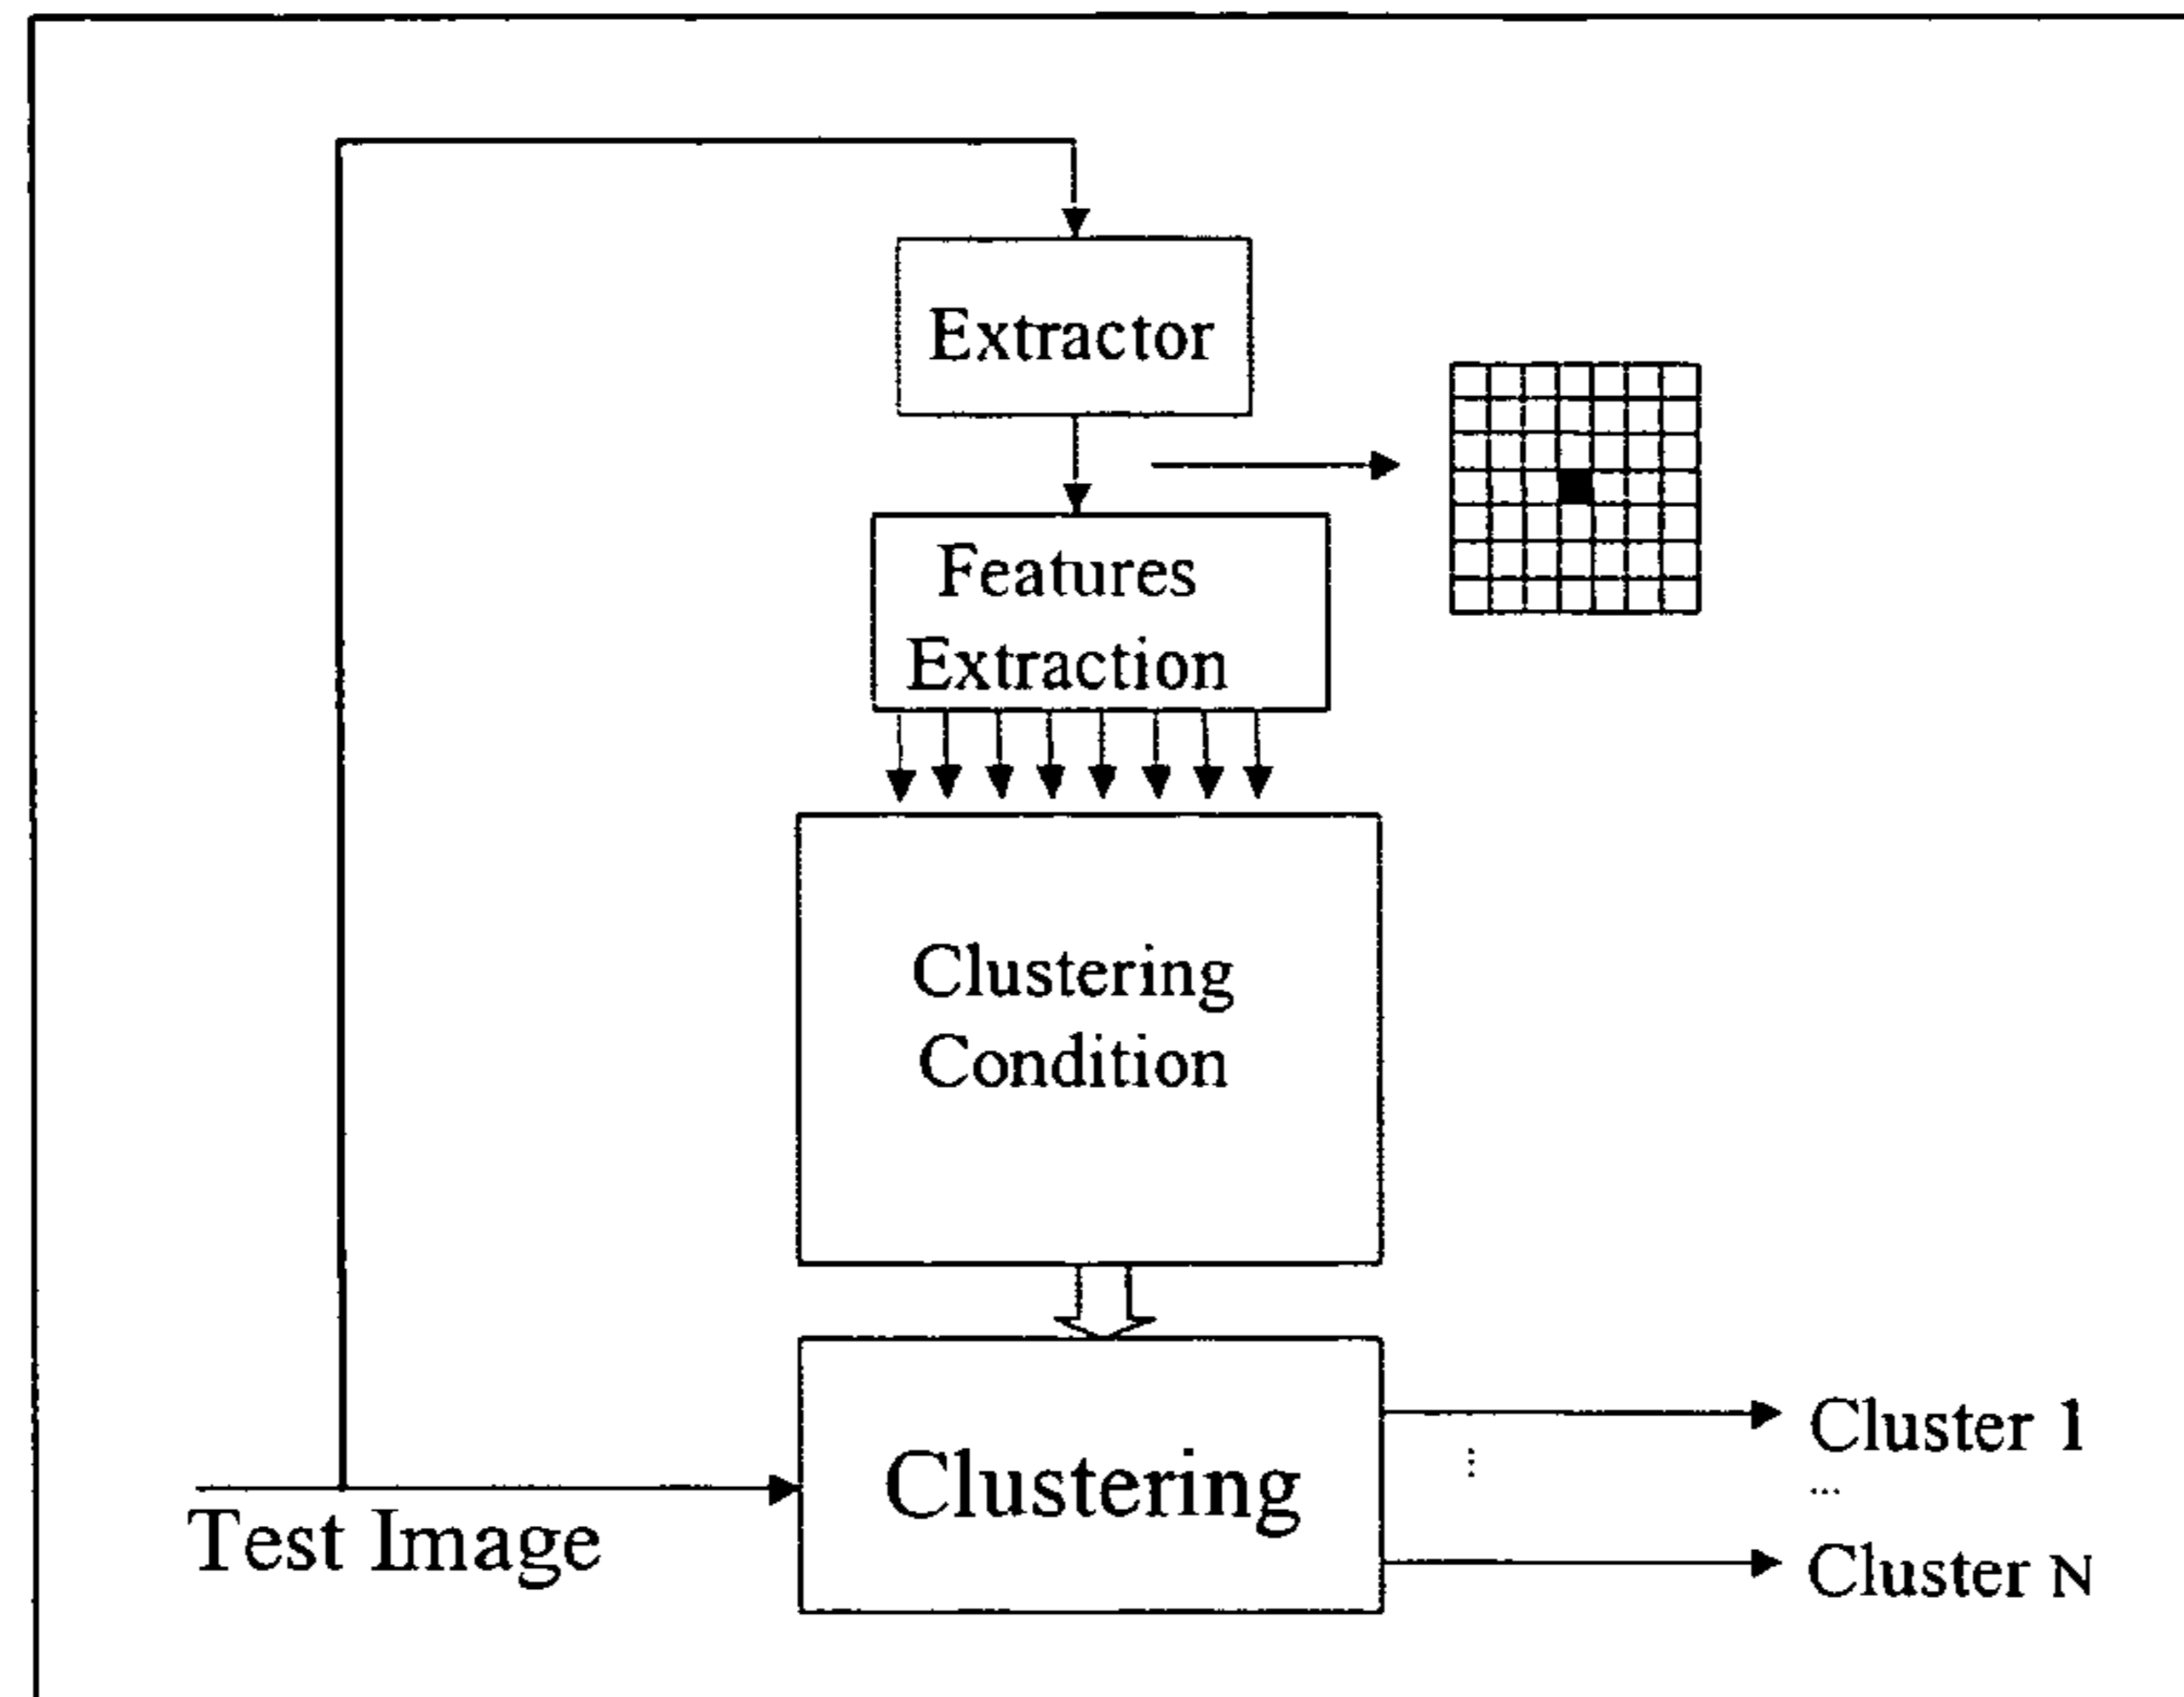 Extractor
Features
Extraction
Clustering
Condition
Clustering
Test Image
Cluster 1
...
Cluster N